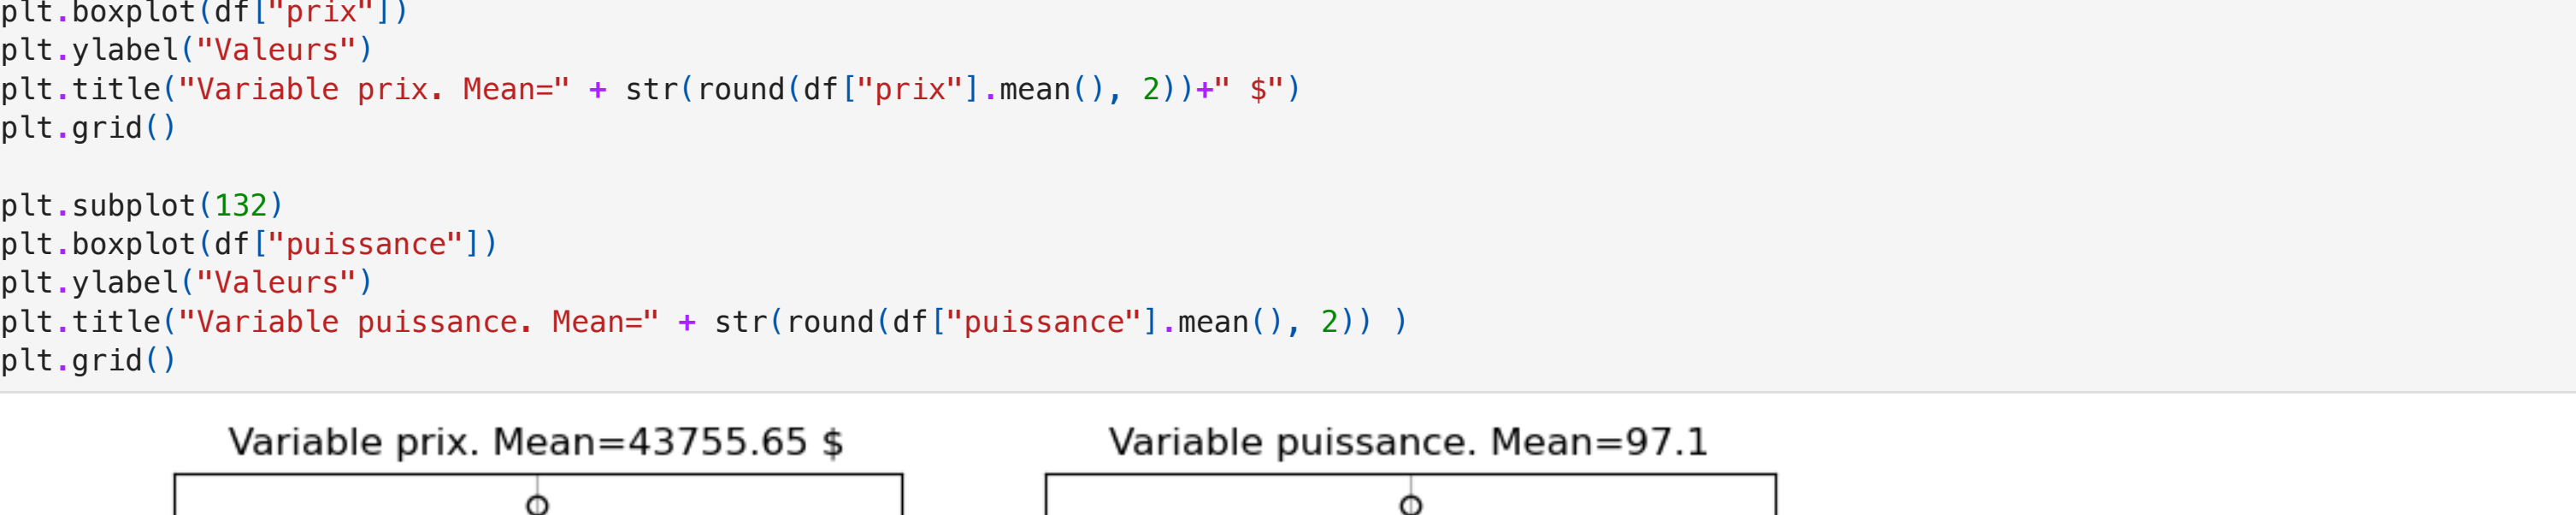 plt.boxplot(df["prix"])
plt.ylabel("Valeurs")
plt.title("Variable prix. Mean=" + str(round(df["prix"].mean(), 2))+" $")
plt.grid()
plt.subplot(132)
plt.boxplot(df["puissance"])
plt.ylabel("Valeurs")
plt.title("Variable puissance. Mean=" + str(round(df["puissance"].mean(), 2)) )
plt.grid()
Variable prix. Mean=43755.65 $
Variable puissance. Mean=97.1